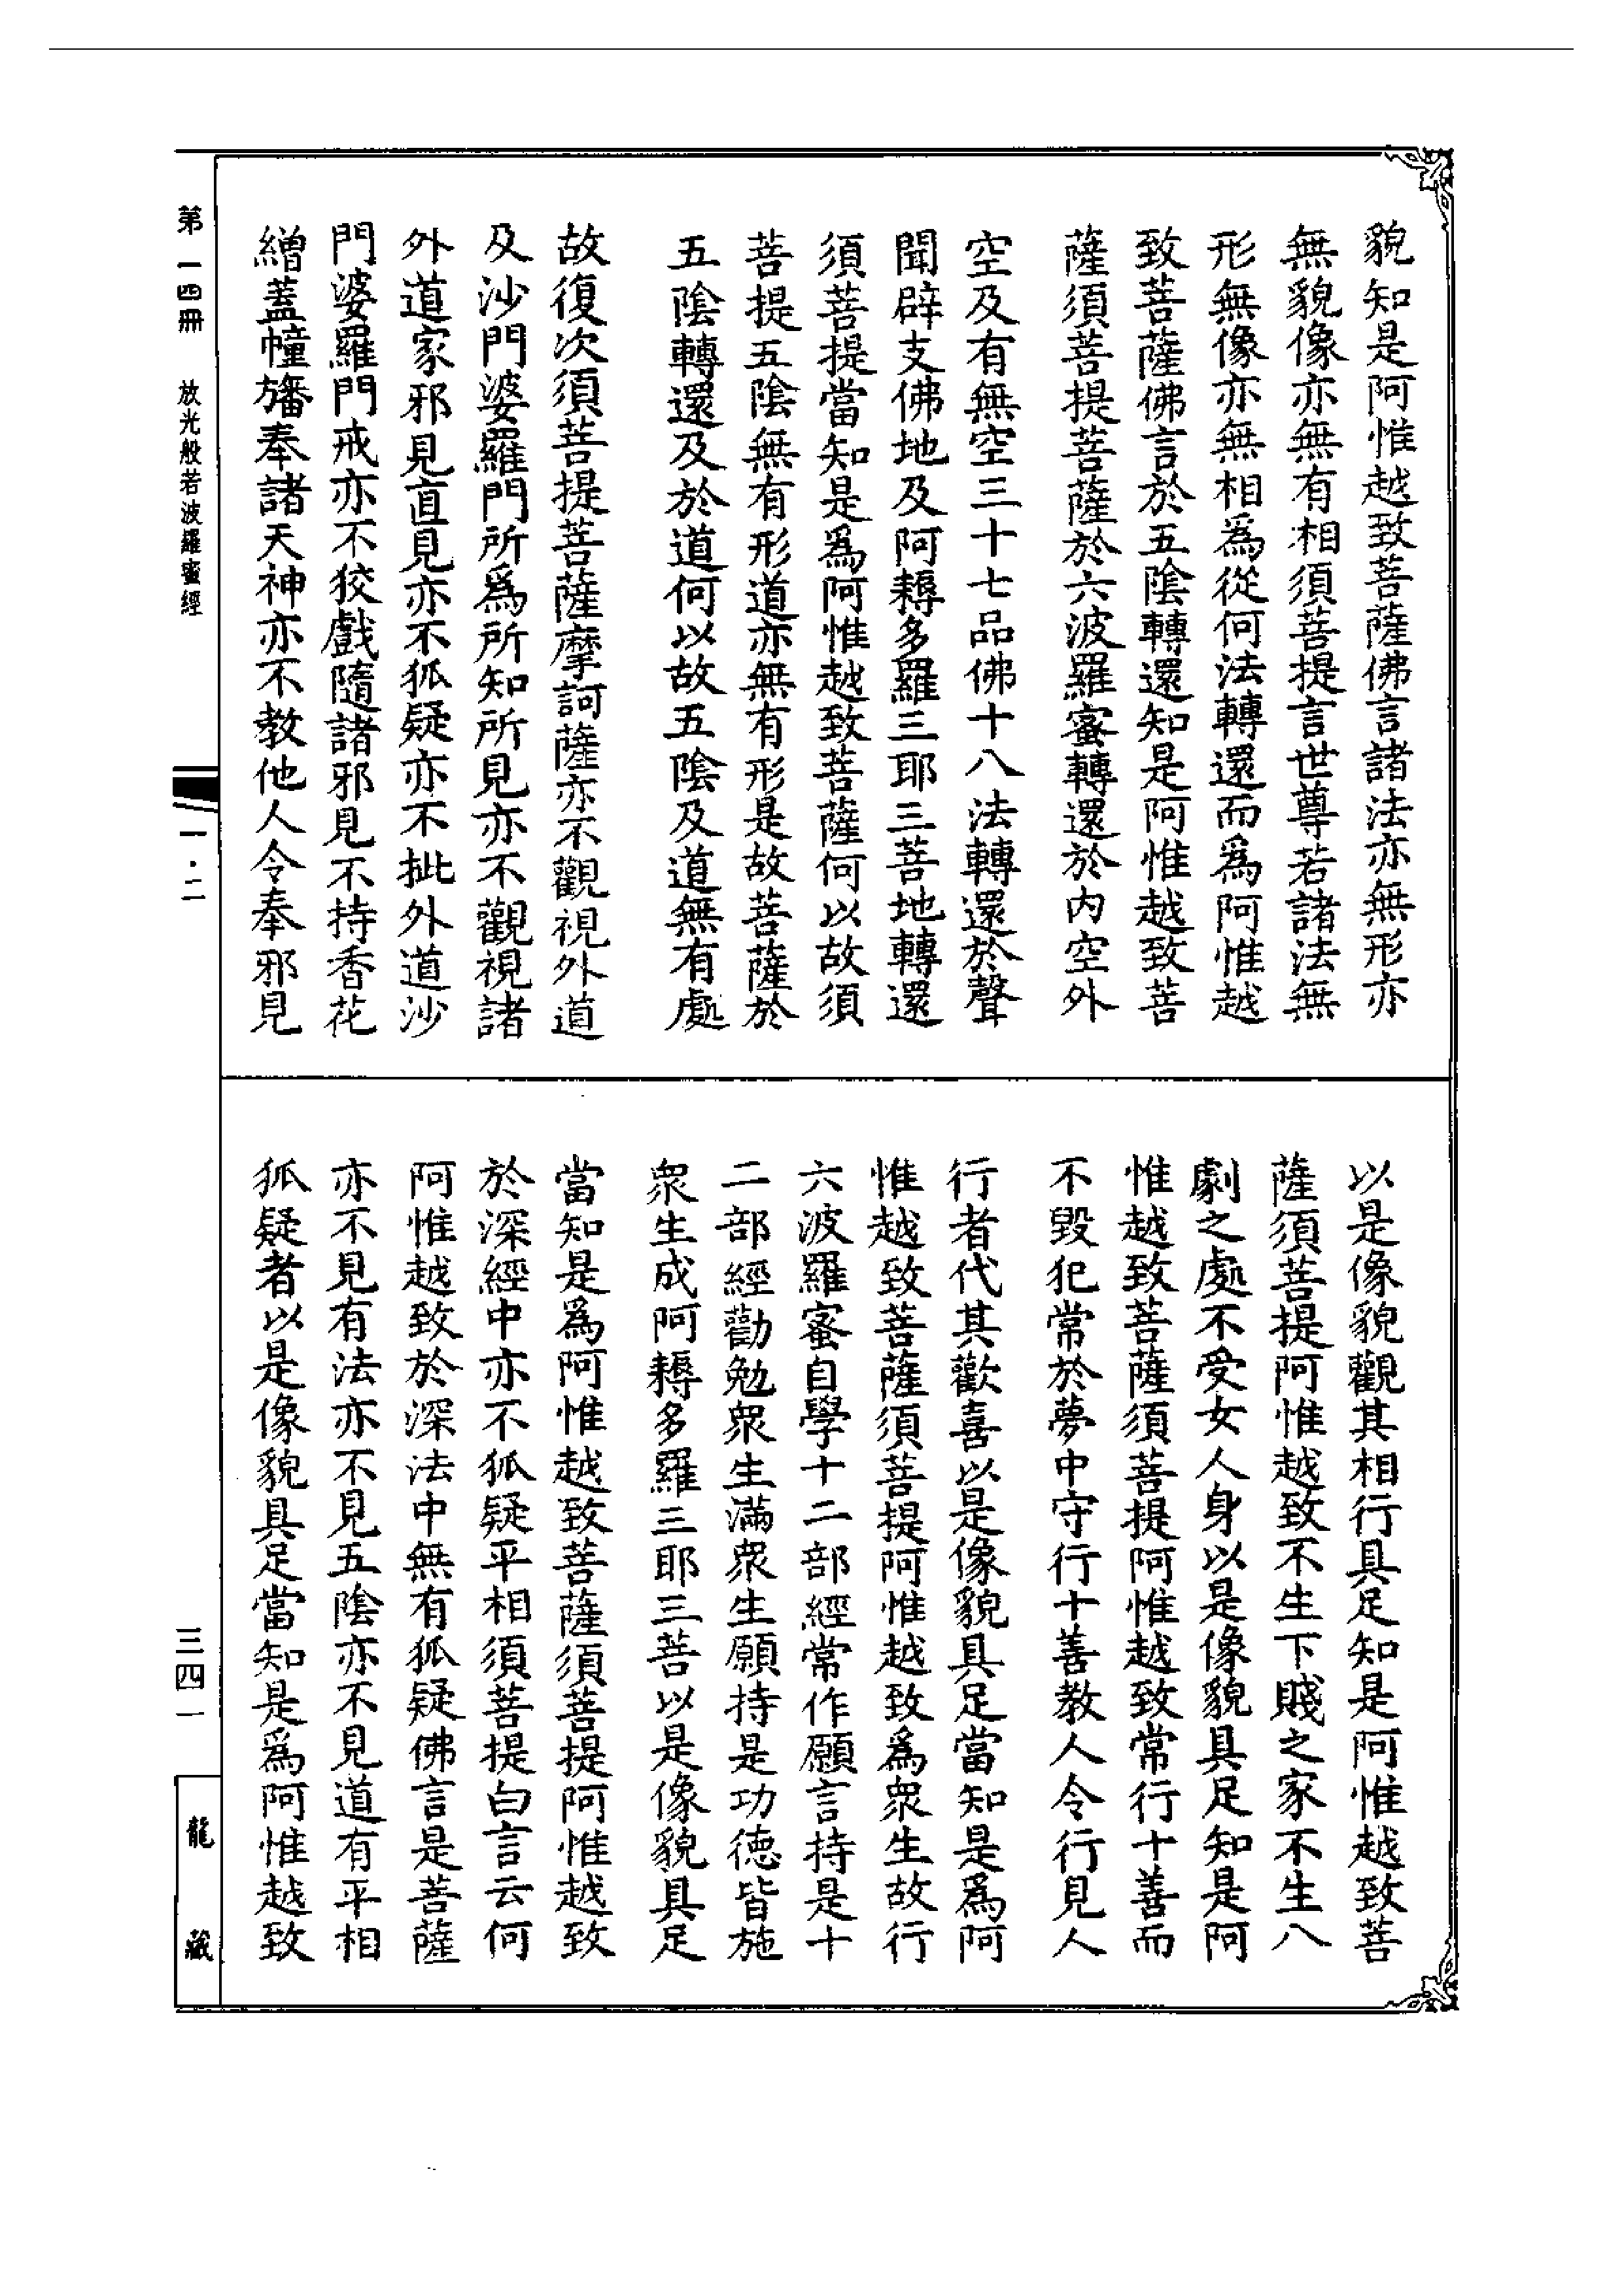 貌知是阿惟越致菩薩佛言諸法亦無形亦
無貌像亦無有相須菩提言世尊若諸法無
形無像亦無相為從何法轉還而爲阿惟越
致菩薩佛言於五陰轉還知是阿惟越致菩
薩須菩提菩薩於六波羅蜜轉還於内空外
空及有無空三十七品佛十八法轉還於聲
聞辟支佛地及阿耨多羅三耶三菩地轉還
須菩提當知是爲阿惟越致菩薩何以故須
菩提五陰無有形道亦無有形是故菩薩於
五陰轉還及於道何以故五陰及道無有處
故復次須菩提菩薩摩訶薩亦不觀視外道
及沙門婆羅門所爲所知所見亦不觀視諸
外道家邪見直見亦不狐疑亦不批外道沙
門婆羅門戒亦不狡戲隨諸邪見不持香花
繒蓋幢旛奉諸天神亦不教他人令奉邪見
以是像貌觀其相行具足知是阿惟越致菩
薩須菩提阿惟越致不生下賤之家不生八
劇之處不受女人身以是像貌具足知是阿
惟越致菩薩須菩提阿惟越致常行十善而
不毀犯常於夢中守行十善教人令行見人
行者代其歡喜以是像貌具足當知是爲阿
惟越致菩薩須菩提阿惟越致爲衆生故行
六波羅蜜自學十二部經常作願言持是十
二部經勸勉衆生滿衆生願持是功德皆施
衆生成阿耨多羅三耶三菩以是像貌具足
當知是爲阿惟越致菩薩須菩提阿惟越致
於深經中亦不狐疑平相須菩提白言云何
阿惟越致於深法中無有狐疑佛言是菩薩
亦不見有法亦不見五陰亦不見道有平相
狐疑者以是像貌具足當知是爲阿惟越致
第一四冊 放光般若波羅蜜經
一·二
三四一
龍藏